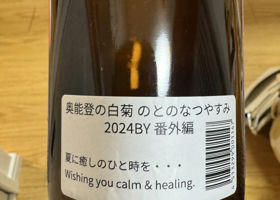 奥能登の白菊 のとのなつやすみ
2024BY 番外編
夏に癒しのひと時を・・・
Wishing you calm & healing.